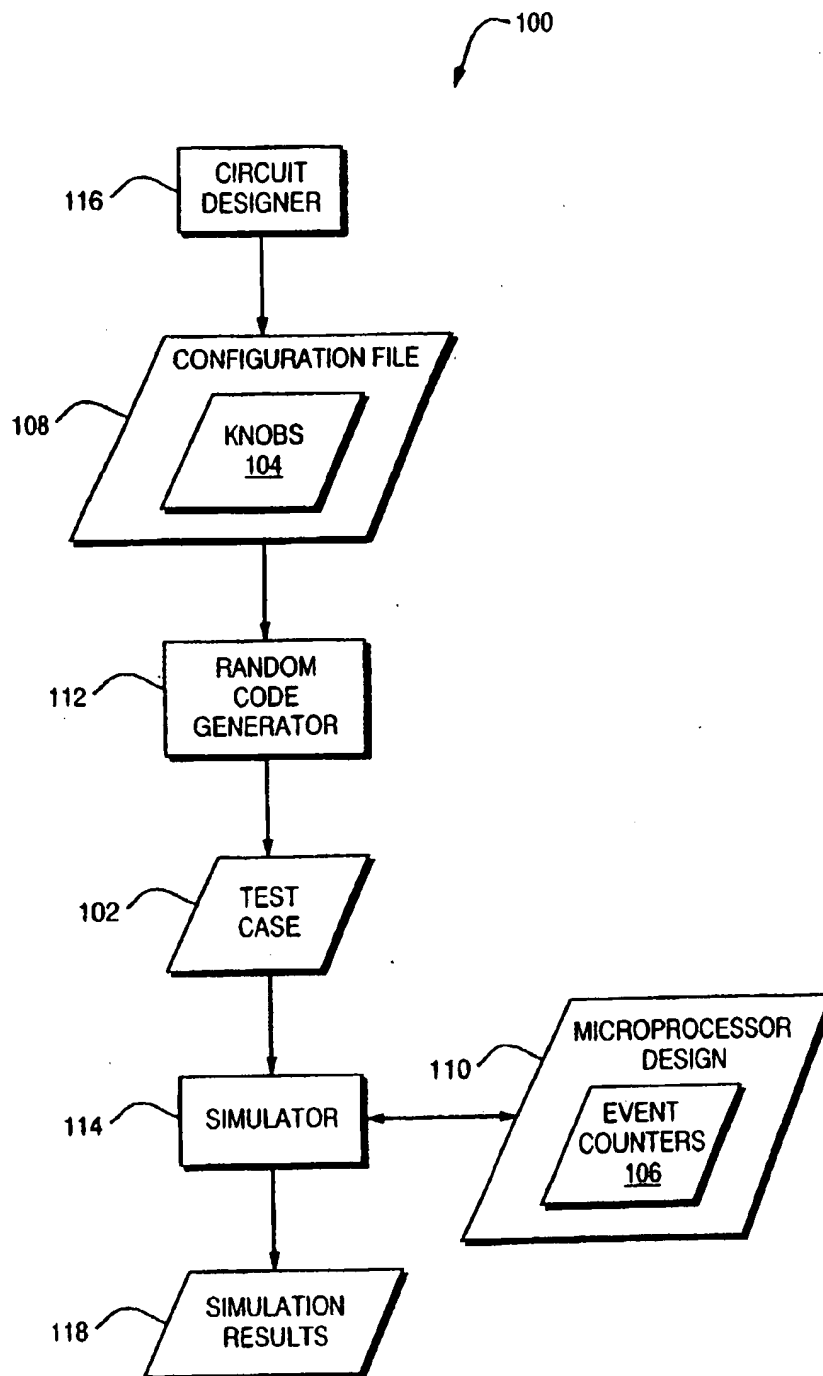 100
CIRCUIT
DESIGNER
116
CONFIGURATION FILE
108
KNOBS
104
RANDOM
CODE
GENERATOR
112
TEST
CASE
102
MICROPROCESSOR
DESIGN
110
EVENT
COUNTERS
106
SIMULATOR
114
SIMULATION
RESULTS
118